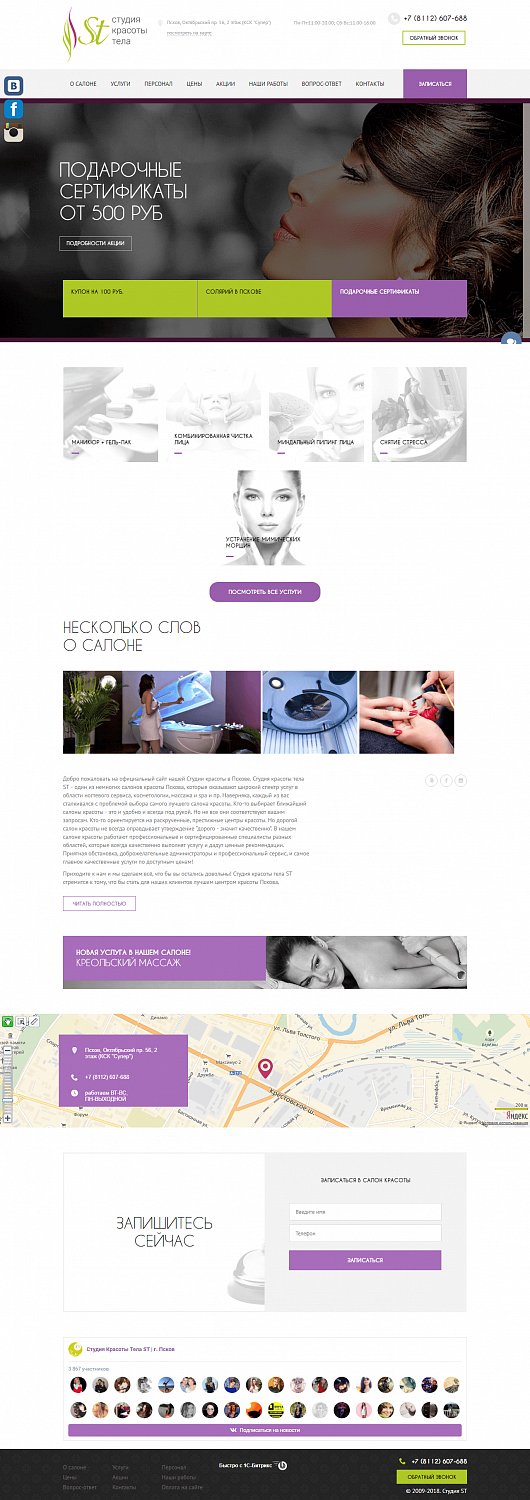 St студия
красоты
тела
Псков, Октябрьский пр. 56, 2 этаж (КСК "Супер")
посмотреть на карте
Пн-Пт:11.00-20.00, Сб-Вс:11.00-18.00
+7 (8112) 607-688
ОБРАТНЫЙ ЗВОНОК
О САЛОНЕ УСЛУГИ ПЕРСОНАЛ ЦЕНЫ АКЦИИ НАШИ РАБОТЫ ВОПРОС-ОТВЕТ КОНТАКТЫ ЗАПИСАТЬСЯ
ПОДАРОЧНЫЕ
СЕРТИФИКАТЫ
ОТ 500 РУБ
ПОДРОБНОСТИ АКЦИИ
КУПОН НА 100 РУБ.
СОЛЯРИЙ В ПСКОВЕ
ПОДАРОЧНЫЕ СЕРТИФИКАТЫ
МАНИКЮР + ГЕЛЬ-ЛАК
КОМБИНИРОВАННАЯ ЧИСТКА
ЛИЦА
МИНДАЛЬНЫЙ ПИЛИНГ ЛИЦА
СНЯТИЕ СТРЕССА
УСТРАНЕНИЕ МИМИЧЕСКИХ
МОРЩИН
ПОСМОТРЕТЬ ВСЕ УСЛУГИ
НЕСКОЛЬКО СЛОВ
О САЛОНЕ
Добро пожаловать на официальный сайт нашей Студии красоты в Пскове. Студия красоты тела
ST – один из немногих салонов красоты Пскова, которые оказывают широкий спектр услуг в
области ногтевого сервиса, косметологии, массажа и spa и пр. Наверняка, каждый из вас
сталкивался с проблемой выбора самого лучшего салона красоты. Кто-то выбирает ближайший
салоны красоты – это и удобно и всегда под рукой. Но не все они соответствуют вашим
запросам. Кто-то ориентируется на раскрученные, престижные центры красоты. Но дорогой
салон красоты не всегда оправдывает утверждение "дорого - значит качественно". В нашем
салоне красоты работают профессиональные и сертифицированные специалисты разных
областей, которые всегда качественно выполнят услугу и дадут ценные рекомендации.
Приятная обстановка, доброжелательные администраторы и профессиональный сервис, и самое
главное качественные услуги по доступным ценам!
Приходите к нам и мы сделаем всё, что бы вы остались довольны! Студия красоты тела ST
стремится к тому, что бы стать для наших клиентов лучшим центром красоты Пскова.
ЧИТАТЬ ПОЛНОСТЬЮ
НОВАЯ УСЛУГА В НАШЕМ САЛОНЕ!
КРЕОЛЬСКИЙ МАССАЖ
Динамо
ул. Льва Толстого
Максимус-2
ТД
Дружба
Форум
Крестовское ш.
Псков, Октябрьский пр. 56, 2
этаж (КСК "Супер")
+7 (8112) 607-688
работаем ВТ-ВС,
ПН-ВЫХОДНОЙ
200 м
Яндекс
ЗАПИШИТЕСЬ
СЕЙЧАС
ЗАПИСАТЬСЯ В САЛОН КРАСОТЫ
Введите имя
Телефон
ЗАПИСАТЬСЯ
Студия Красоты Тела ST | г. Псков
3 867 участников
Подписаться на новости
О салоне Услуги Персонал
Цены Акции Наши работы
Вопрос-ответ Контакты Оплата на сайте
Быстро с 1С-Битрикс
+7 (8112) 607-688
ОБРАТНЫЙ ЗВОНОК
© 2009-2018. Студия ST